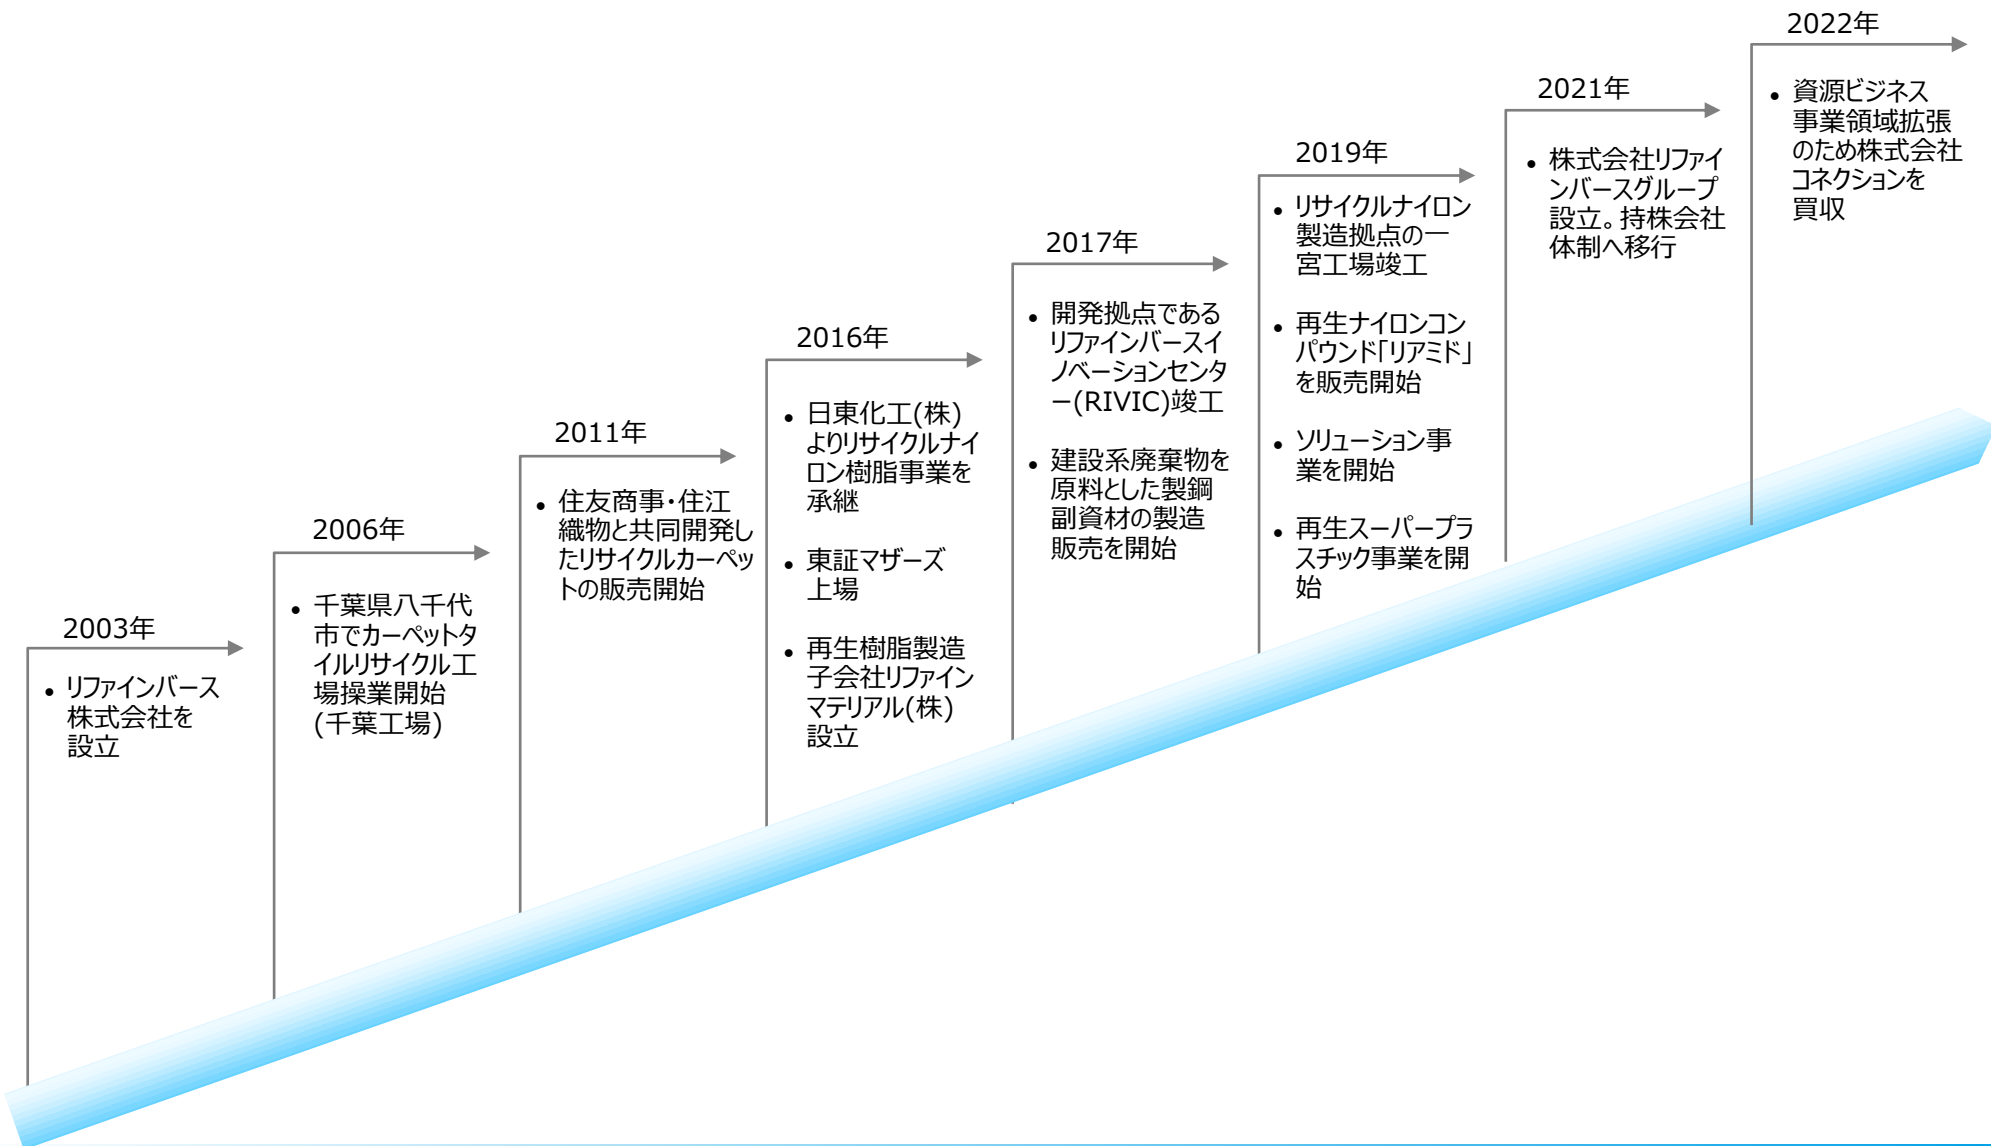 2003年
• リファインバース
株式会社を
設立
2006年
• 千葉県八千代
市でカーペットタ
イルリサイクル工
場操業開始
(千葉工場)
2011年
• 住友商事・住江
織物と共同開発し
たリサイクルカーペッ
トの販売開始
2016年
• 日東化工(株)
よりリサイクルナイ
ロン樹脂事業を
承継
• 東証マザーズ
上場
• 再生樹脂製造
子会社リファイン
マテリアル(株)
設立
2017年
• 開発拠点である
リファインバースイ
ノベーションセンタ
ー(RIVIC)竣工
• 建設系廃棄物を
原料とした製鋼
副資材の製造
販売を開始
2019年
• リサイクルナイロン
製造拠点の一
宮工場竣工
• 再生ナイロンコン
パウンド「リアミド」
を販売開始
• ソリューション事
業を開始
• 再生スーパープラ
スチック事業を開
始
2021年
• 株式会社リファイ
ンバースグループ
設立。持株会社
体制へ移行
2022年
• 資源ビジネス
事業領域拡張
のため株式会社
コネクションを
買収